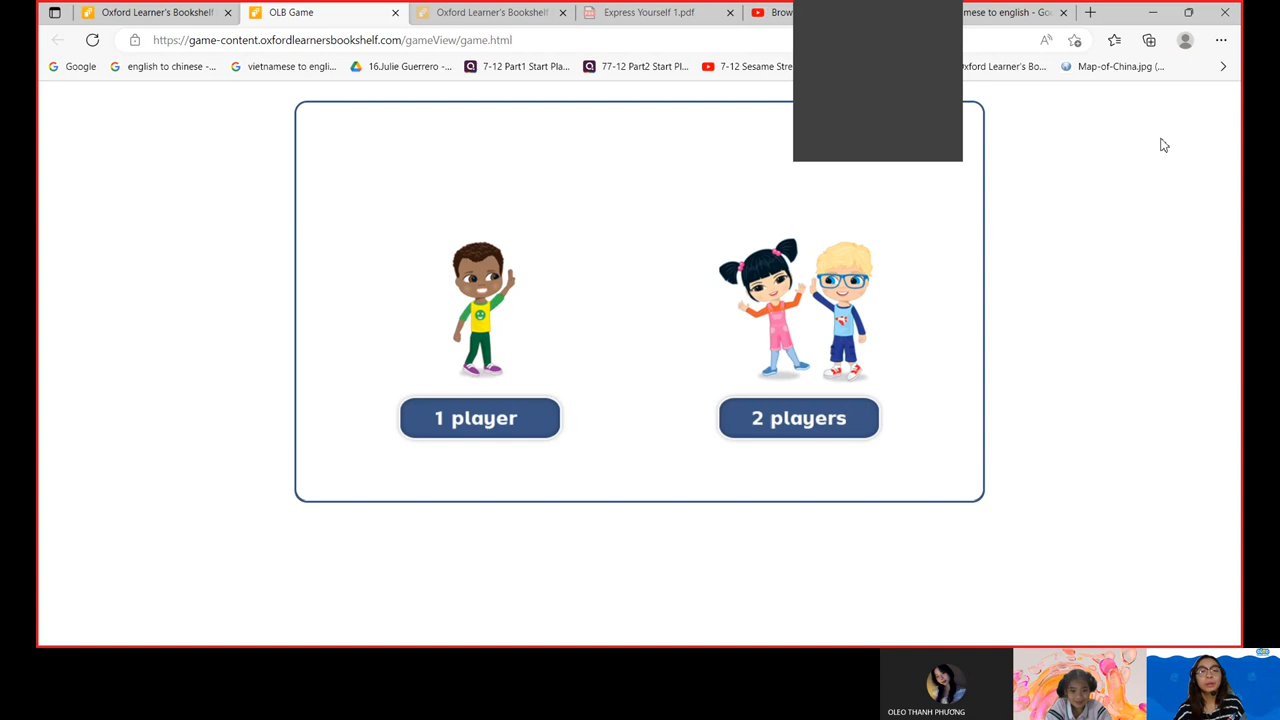 Oxford Learner's Bookshelf
OLB Game
Oxford Learner's Bookshelf
Express Yourself 1.pdf
Brow
mese to english - Goo
https://game-content.oxfordlearnersbookshelf.com/gameView/game.html
Google
english to chinese -...
vietnamese to engli...
16.Julie Guerrero -...
7-12 Part1 Start Pla...
77-12 Part2 Start Pl...
7-12 Sesame Stre
xford Learner's Bo...
Map-of-China.jpg (...
1 player
2 players
OLEO THANH PHƯƠNG